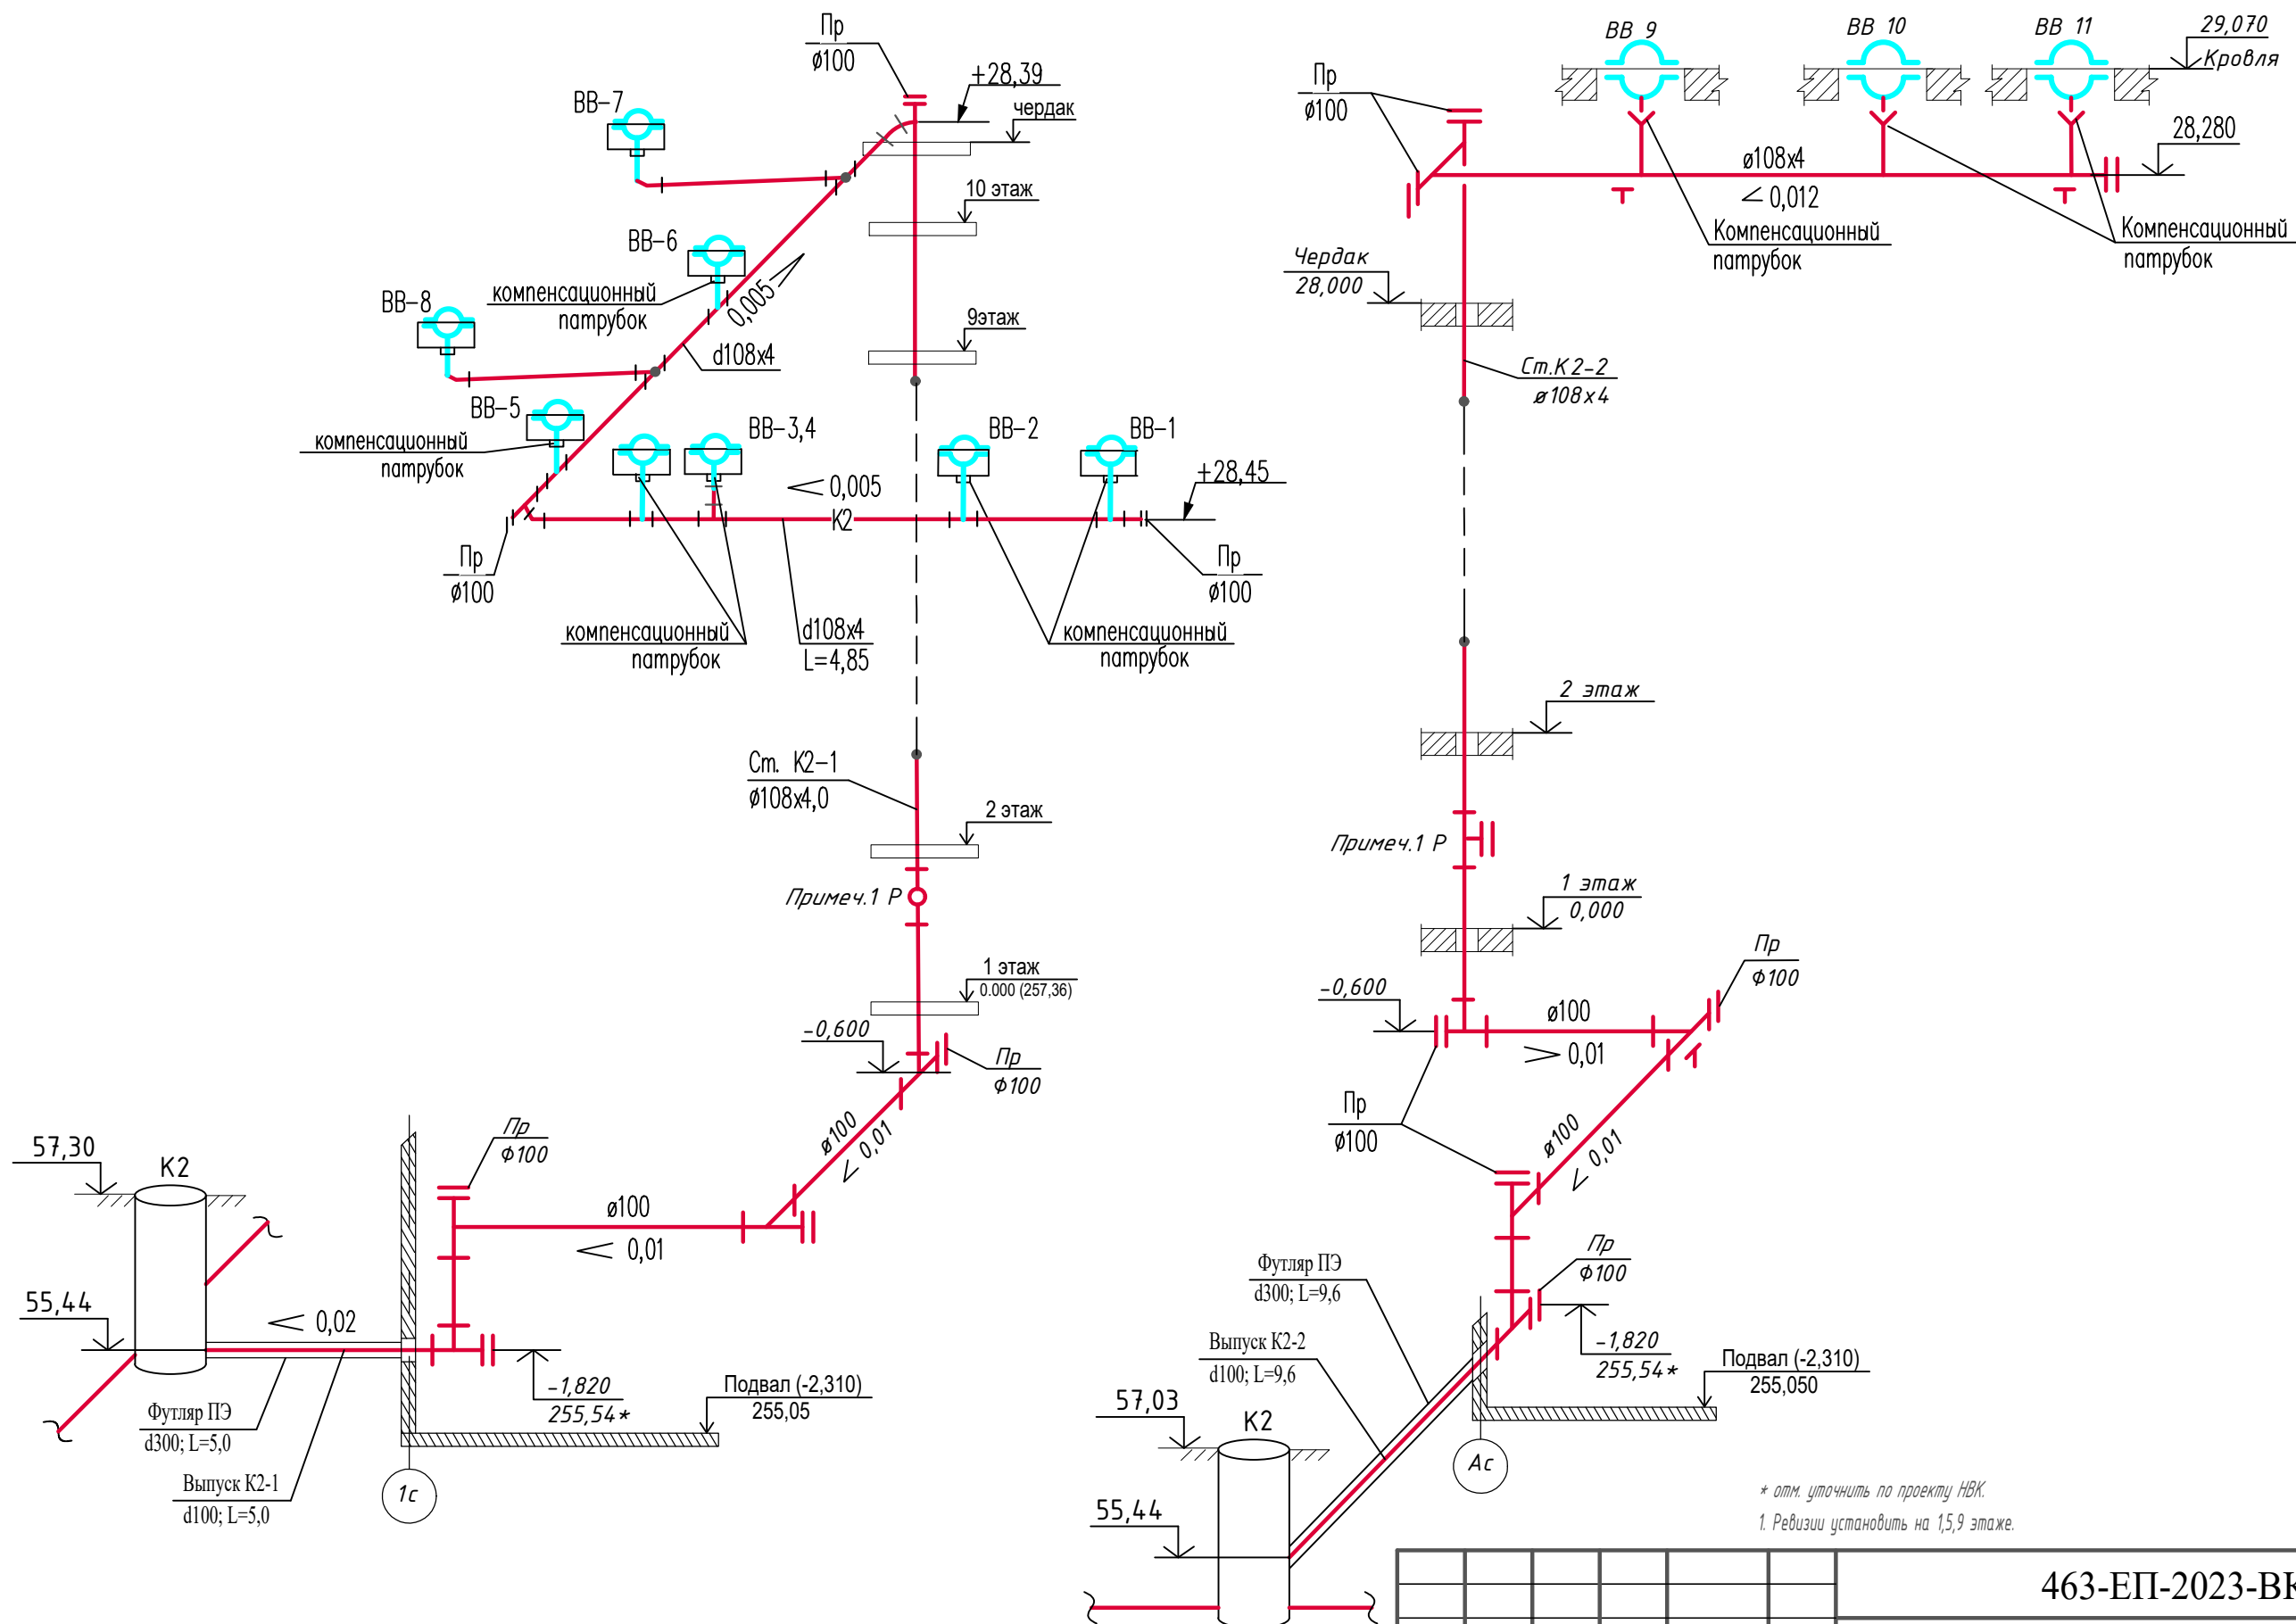 Пр
ø100
+28,39
чердак
ВВ-7
10 этаж
ВВ-6
компенсационный
патрубок
0,005
ВВ-8
9этаж
d108x4
ВВ-5
компенсационный
патрубок
ВВ-3,4
ВВ-2
ВВ-1
0,005
К2
+28,45
Пр
ø100
Пр
ø100
компенсационный
патрубок
d108x4
L=4,85
компенсационный
патрубок
Ст. К2-1
ø108x4,0
2 этаж
Примеч.1 Р
1 этаж
0.000 (257,36)
-0,600
Пр
ф100
ø100
0,01
Пр
ф100
57,30
К2
ø100
0,01
55,44
0,02
-1,820
255,54*
Подвал (-2,310)
255,05
Футляр ПЭ
d300; L=5,0
Выпуск К2-1
d100; L=5,0
1с
ВВ 9
ВВ 10
ВВ 11
29,070
Кровля
Пр
ø100
28,280
ø108x4
0,012
Компенсационный
патрубок
Компенсационный
патрубок
Чердак
28,000
Ст.К2-2
ø108x4
2 этаж
Примеч.1 Р
1 этаж
0,000
Пр
ф100
-0,600
ø100
0,01
Пр
ø100
ø100
0,01
Пр
ф100
Футляр ПЭ
d300; L=9,6
Выпуск К2-2
d100; L=9,6
-1,820
255,54*
Подвал (-2,310)
255,050
57,03
К2
Ас
55,44
* отм. уточнить по проекту НВК.
1. Ревизии установить на 1,5,9 этаже.
463-ЕП-2023-ВК